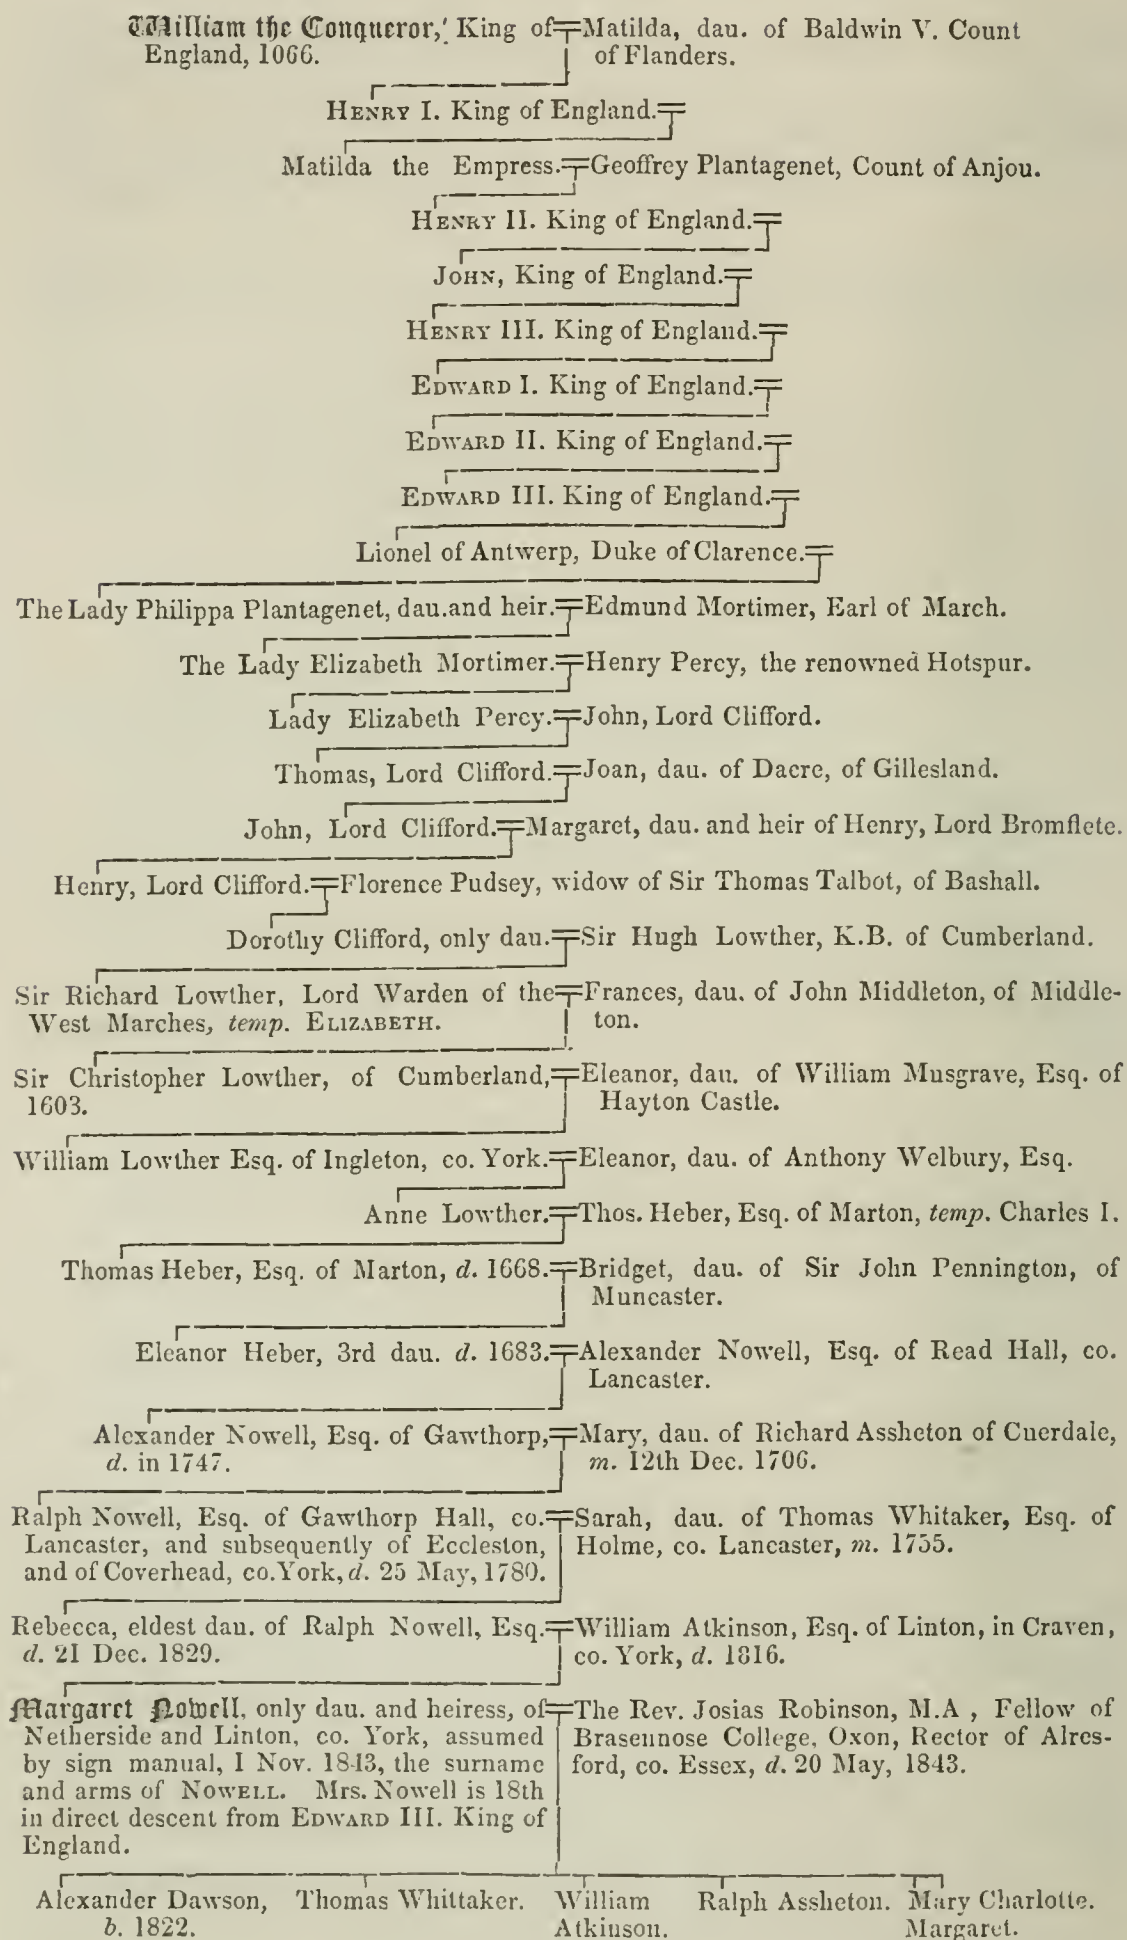 William the Conqueror, King of=Matilda, dau. of Baldwin V. Count
England, 1066. of Flanders.
HENRY I. King of England.=
Matilda the Empress.=Geoffrey Plantagenet, Count of Anjou.
HENRY II. King of England.=
JOHN, King of England.=
HENRY III. King of England.=
EDWARD I. King of England.=
EDWARD II. King of England.=
EDWARD III. King of England.=
Lionel of Antwerp, Duke of Clarence.=
The Lady Philippa Plantagenet, dau. and heir.=Edmund Mortimer, Earl of March.
The Lady Elizabeth Mortimer.=Henry Percy, the renowned Hotspur.
Lady Elizabeth Percy.=John, Lord Clifford.
Thomas, Lord Clifford.=Joan, dau. of Dacre, of Gillesland.
John, Lord Clifford.=Margaret, dau. and heir of Henry, Lord Bromflete.
Henry, Lord Clifford.=Florence Pudsey, widow of Sir Thomas Talbot, of Bashall.
Dorothy Clifford, only dau.=Sir Hugh Lowther, K.B. of Cumberland.
Sir Richard Lowther, Lord Warden of the=Frances, dau. of John Middleton, of Middle-
West Marches, temp. ELIZABETH. ton.
Sir Christopher Lowther, of Cumberland,=Eleanor, dau. of William Musgrave, Esq. of
1603. Hayton Castle.
William Lowther Esq. of Ingleton, co. York.=Eleanor, dau. of Anthony Welbury, Esq.
Anne Lowther.=Thos. Heber, Esq. of Marton, temp. Charles I.
Thomas Heber, Esq. of Marton, d. 1668.=Bridget, dau. of Sir John Pennington, of
Muncaster.
Eleanor Heber, 3rd dau. d. 1683.=Alexander Nowell, Esq. of Read Hall, co.
Lancaster.
Alexander Nowell, Esq. of Gawthorp,=Mary, dau. of Richard Assheton of Cuerdale,
d. in 1747. m. 12th Dec. 1706.
Ralph Nowell, Esq. of Gawthorp Hall, co.=Sarah, dau. of Thomas Whitaker, Esq. of
Lancaster, and subsequently of Eccleston, Holme, co. Lancaster, m. 1755.
and of Coverhead, co. York, d. 25 May, 1780.
Rebecca, eldest dau. of Ralph Nowell, Esq.=William Atkinson, Esq. of Linton, in Craven,
d. 21 Dec. 1829. co. York, d. 1816.
Margaret Nowell, only dau. and heiress, of=The Rev. Josias Robinson, M.A , Fellow of
Netherside and Linton, co. York, assumed Brasennose College, Oxon, Rector of Alres-
by sign manual, 1 Nov. 1843, the surname ford, co. Essex, d. 20 May, 1843.
and arms of NOWELL. Mrs. Nowell is 18th
in direct descent from EDWARD III. King of
England.
Alexander Dawson, Thomas Whittaker. William Ralph Assheton. Mary Charlotte.
b. 1822. Atkinson. Margaret.